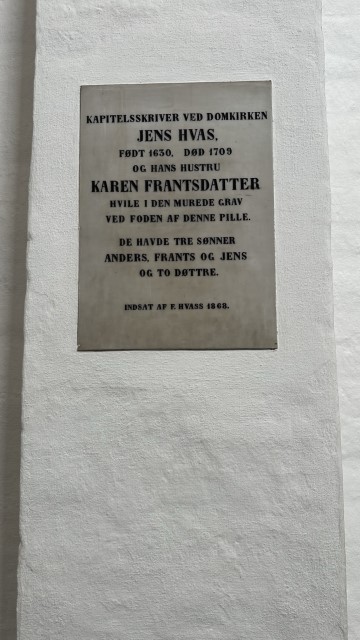 KAPITELSSKRIVER VED DOMKIRKEN
JENS HVAS,
FØDT 1630, DØD 1709
OG HANS HUSTRU
KAREN FRANTSDATTER
HVILE I DEN MUREDE GRAV
VED FODEN AF DENNE PILLE.
DE HAVDE TRE SØNNER
ANDERS, FRANTS OG JENS
OG TO DØTTRE.
INDSAT AF F. HVASS 1868.